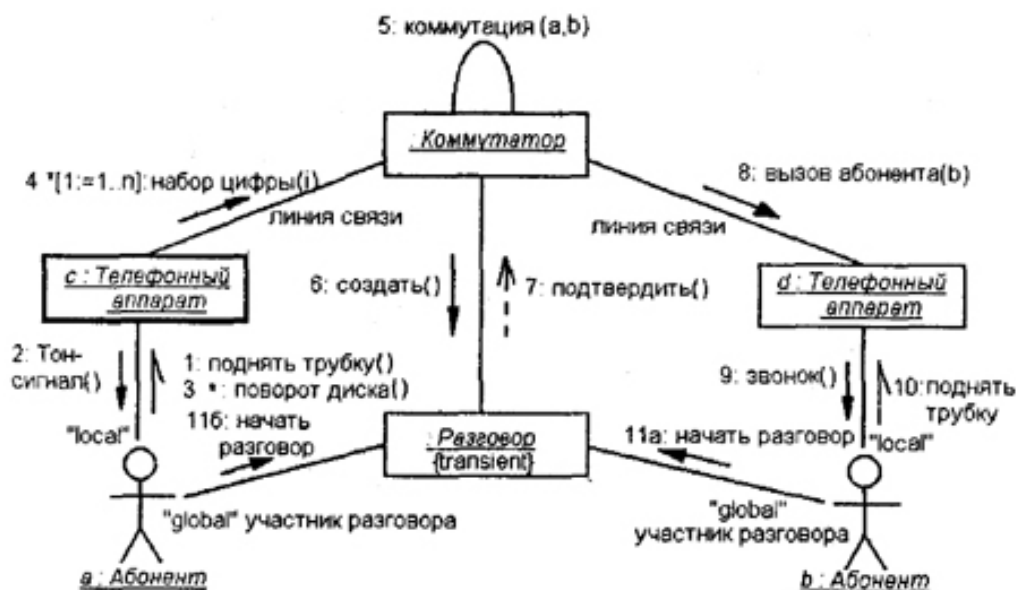 5: коммутация (a,b)
: Коммутатор
4 *[1:=1..n]: набор цифры(i)
8: вызов абонента(b)
линия связи
линия связи
c : Телефонный
аппарат
6: создать()
7: подтвердить()
d : Телефонный
аппарат
2: Тон-
сигнал()
1: поднять трубку()
3 *: поворот диска()
9: звонок()
10: поднять
трубку
11б: начать
разговор
"local"
: Разговор
{transient}
11а: начать разговор
"local"
"global" участник разговора
"global"
участник разговора
a : Абонент
b : Абонент